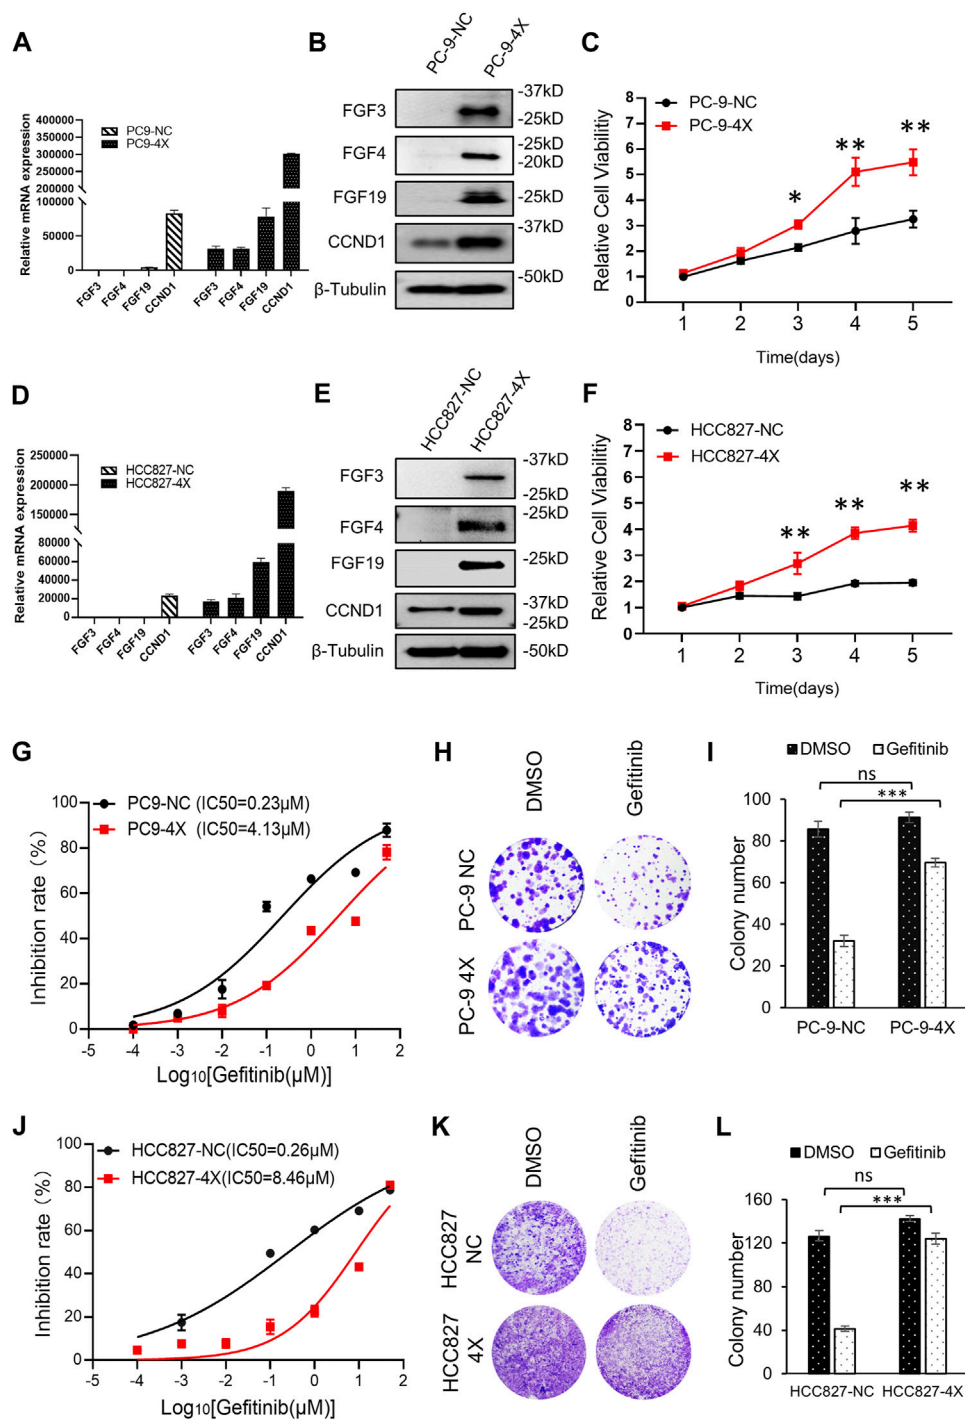 A
Relative mRNA expression
400000
300000
200000
100000
100000
50000
0
PC9-NC
PC9-4X
FGF3
FGF4
FGF19
CCND1
FGF3
FGF4
FGF19
CCND1
B
PC-9-NC
PC-9-4X
FGF3
-37kD
-25kD
FGF4
-25kD
-20kD
FGF19
-25kD
CCND1
-37kD
β-Tubulin
-50kD
C
Relative Cell Viabilitiy
8
7
6
5
4
3
2
1
0
PC-9-NC
PC-9-4X
*
**
**
1 2 3 4 5
Time(days)
D
Relative mRNA expression
250000
200000
150000
100000
80000
60000
40000
20000
0
HCC827-NC
HCC827-4X
FGF3
FGF4
FGF19
CCND1
FGF3
FGF4
FGF19
CCND1
E
HCC827-NC
HCC827-4X
FGF3
-37kD
-25kD
FGF4
-25kD
FGF19
-25kD
CCND1
-37kD
-25kD
β-Tubulin
-50kD
F
Relative Cell Viability
8
7
6
5
4
3
2
1
0
HCC827-NC
HCC827-4X
**
**
**
1 2 3 4 5
Time(days)
G
Inhibition rate (%)
100
80
60
40
20
0
PC9-NC (IC50=0.23μM)
PC9-4X (IC50=4.13μM)
-5 -4 -3 -2 -1 0 1 2
Log10[Gefitinib(μM)]
H
DMSO
Gefitinib
PC-9 NC
PC-9 4X
I
DMSO Gefitinib
ns
***
Colony number
100
80
60
40
20
0
PC-9-NC PC-9-4X
J
Inhibition rate (%)
100
80
60
40
20
0
HCC827-NC(IC50=0.26μM)
HCC827-4X(IC50=8.46μM)
-5 -4 -3 -2 -1 0 1 2
Log10[Gefitinib(μM)]
K
DMSO
Gefitinib
HCC827
NC
HCC827
4X
L
DMSO Gefitinib
ns
***
Colony number
160
120
80
40
0
HCC827-NC HCC827-4X